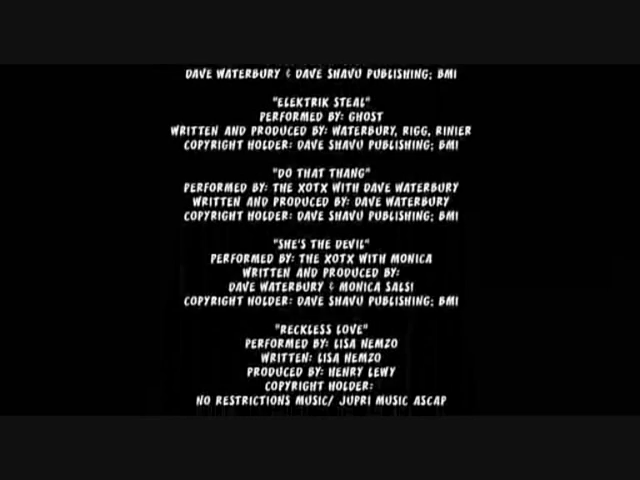 DAVE WATERBURY & DAVE SHAVU PUBLISHING; BMI
"ELEKTRIK STEAL"
PERFORMED BY: GHOST
WRITTEN AND PRODUCED BY: WATERBURY, RIGG, RINIER
COPYRIGHT HOLDER: DAVE SHAVU PUBLISHING; BMI
"DO THAT THANG"
PERFORMED BY: THE XOTX WITH DAVE WATERBURY
WRITTEN AND PRODUCED BY: DAVE WATERBURY
COPYRIGHT HOLDER: DAVE SHAVU PUBLISHING; BMI
"SHE'S THE DEVIL"
PERFORMED BY: THE XOTX WITH MONICA
WRITTEN AND PRODUCED BY:
DAVE WATERBURY & MONICA SALSI
COPYRIGHT HOLDER: DAVE SHAVU PUBLISHING; BMI
"RECKLESS LOVE"
PERFORMED BY: LISA NEMZO
WRITTEN: LISA NEMZO
PRODUCED BY: HENRY LEWY
COPYRIGHT HOLDER:
NO RESTRICTIONS MUSIC/ JUPRI MUSIC ASCAP